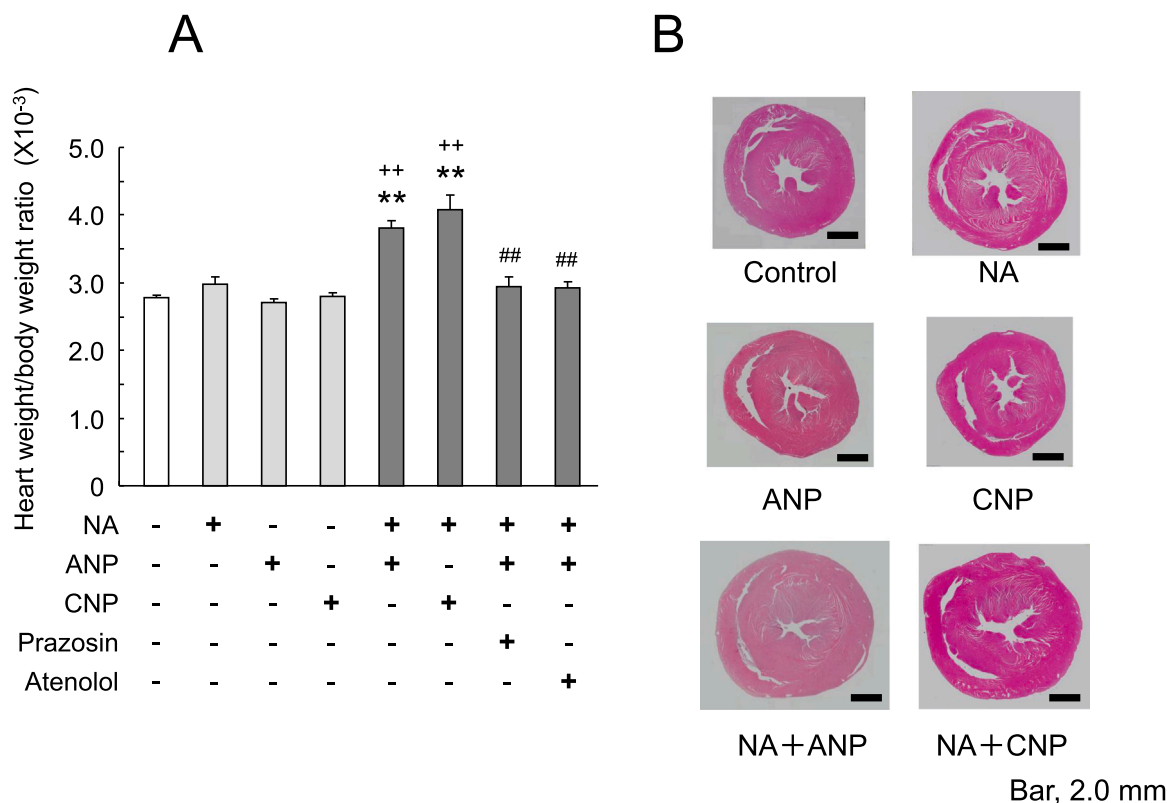 A
B
Heart weight/body weight ratio (X10-3)
5.0
4.0
3.0
2.0
1.0
0
++
**
++
**
##
##
NA - + - - + + + +
ANP - - + - + - + +
CNP - - - + - + - -
Prazosin - - - - - - + -
Atenolol - - - - - - - +
Control
NA
ANP
CNP
NA+ANP
NA+CNP
Bar, 2.0 mm